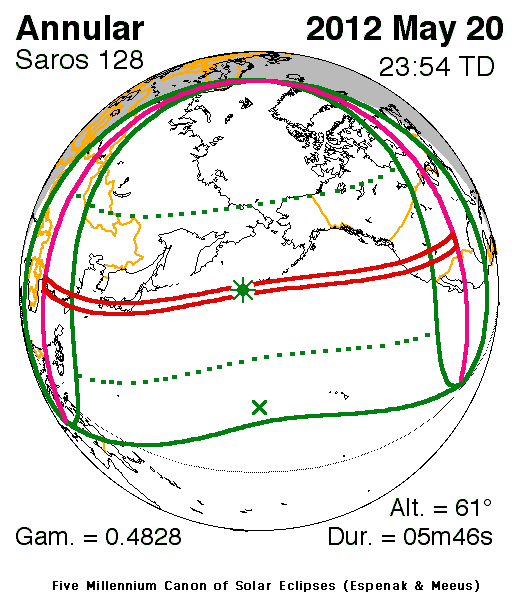 Annular
2012 May 20
Saros 128
23:54 TD
Alt. = 61°
Gam. = 0.4828
Dur. = 05m46s
Five Millennium Canon of Solar Eclipses (Espenak & Meeus)